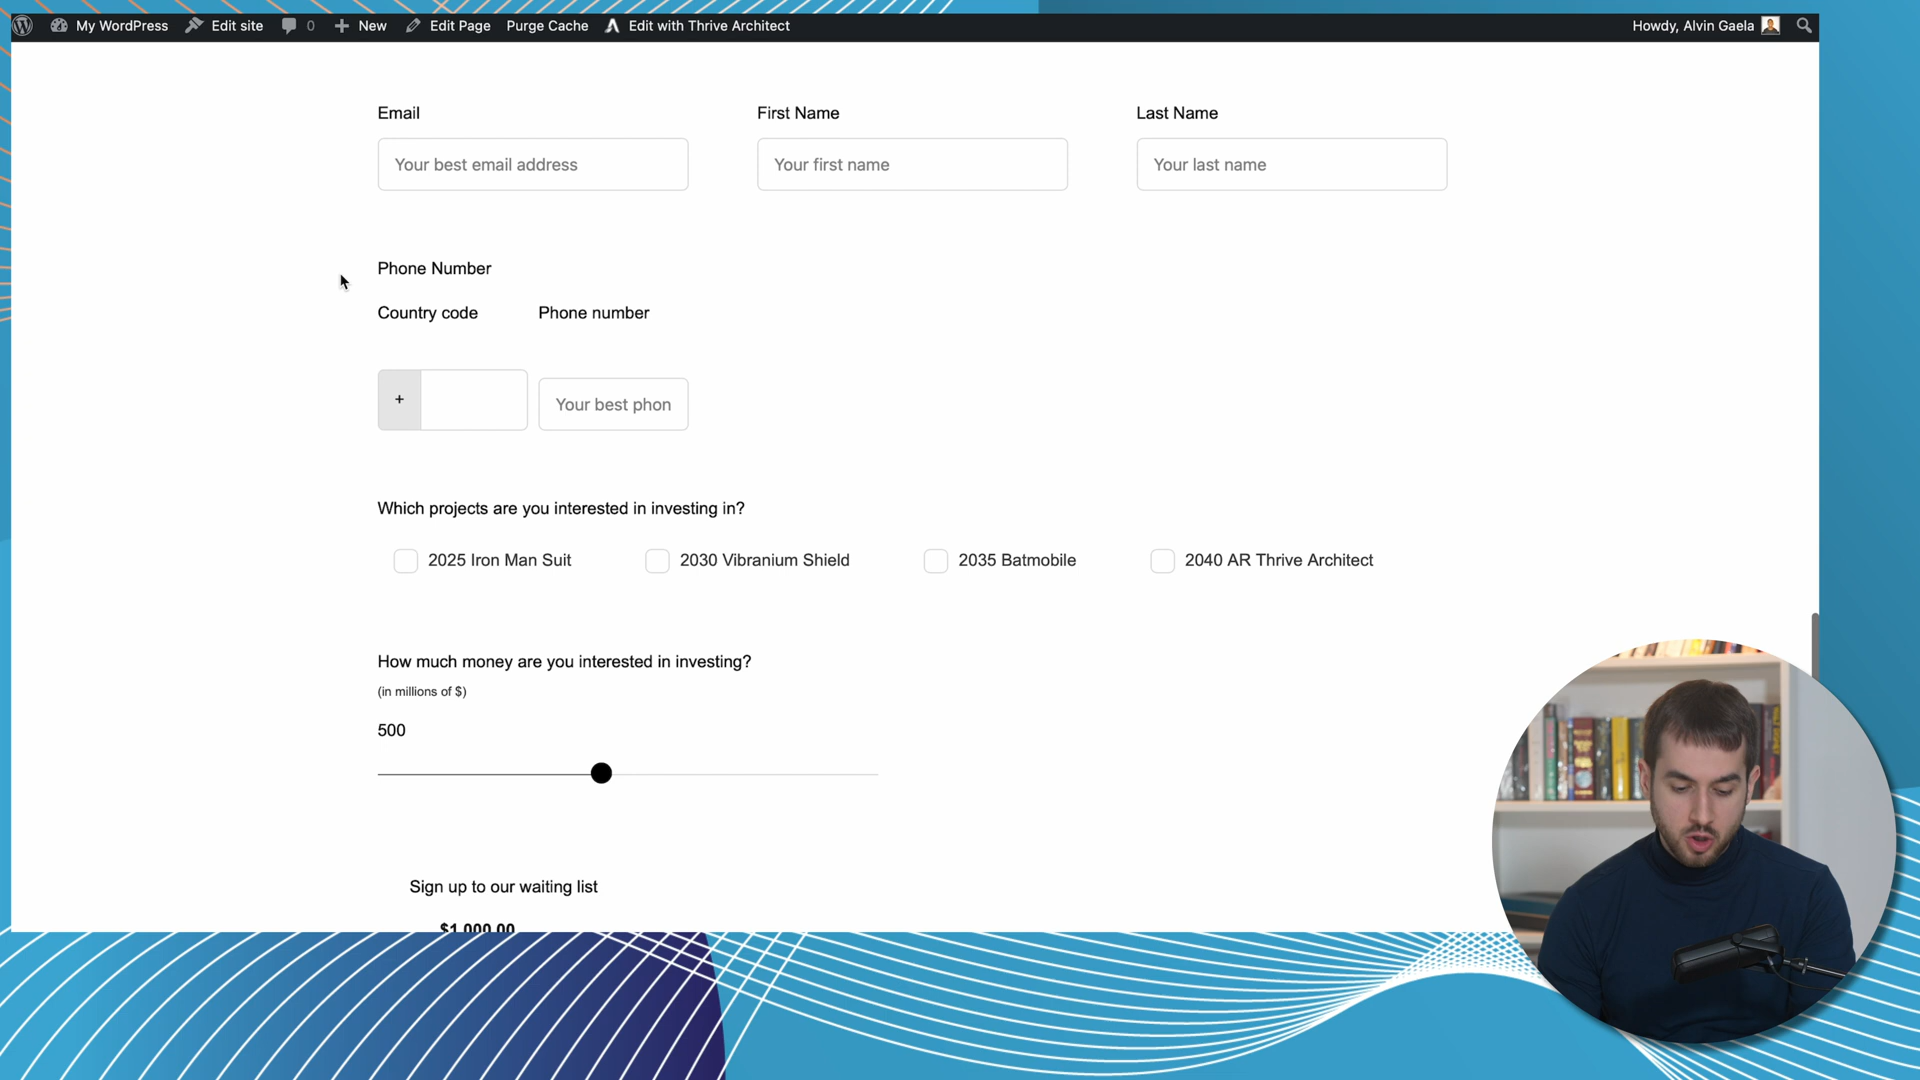 My WordPress Edit site 0 New Edit Page Purge Cache Edit with Thrive Architect Howdy, Alvin Gaela
Email First Name Last Name
Your best email address Your first name Your last name
Phone Number
Country code Phone number
+ Your best phon
Which projects are you interested in investing in?
2025 Iron Man Suit 2030 Vibranium Shield 2035 Batmobile 2040 AR Thrive Architect
How much money are you interested in investing?
(in millions of $)
500
Sign up to our waiting list
$1,000.00